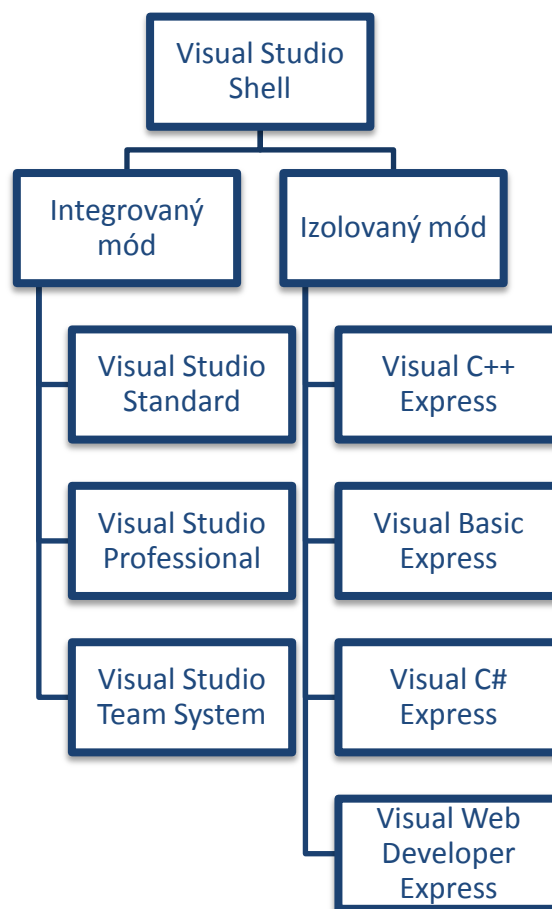 Visual Studio
Shell
Integrovaný
mód
Izolovaný mód
Visual Studio
Standard
Visual Studio
Professional
Visual Studio
Team System
Visual C++
Express
Visual Basic
Express
Visual C#
Express
Visual Web
Developer
Express